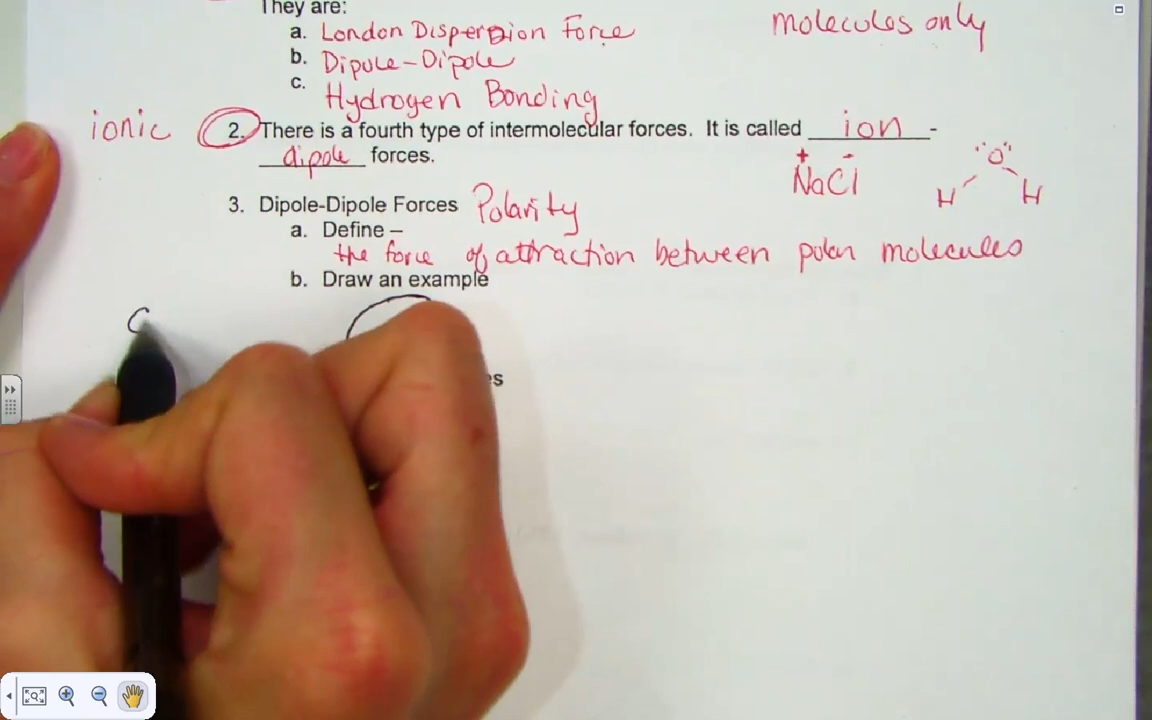 They are:
a. London Dispersion Force
molecules only
b. Dipole-Dipole
c. Hydrogen Bonding
ionic
2. There is a fourth type of intermolecular forces. It is called ion -
dipole forces.
+ -
NaCl
O
H H
3. Dipole-Dipole Forces Polarity
a. Define –
the force of attraction between polar molecules
b. Draw an example